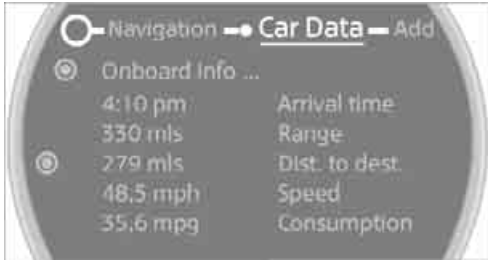 Navigation Car Data Add
Onboard Info ...
4:10 pm Arrival time
330 mls Range
279 mls Dist. to dest.
48.5 mph Speed
35.6 mpg Consumption